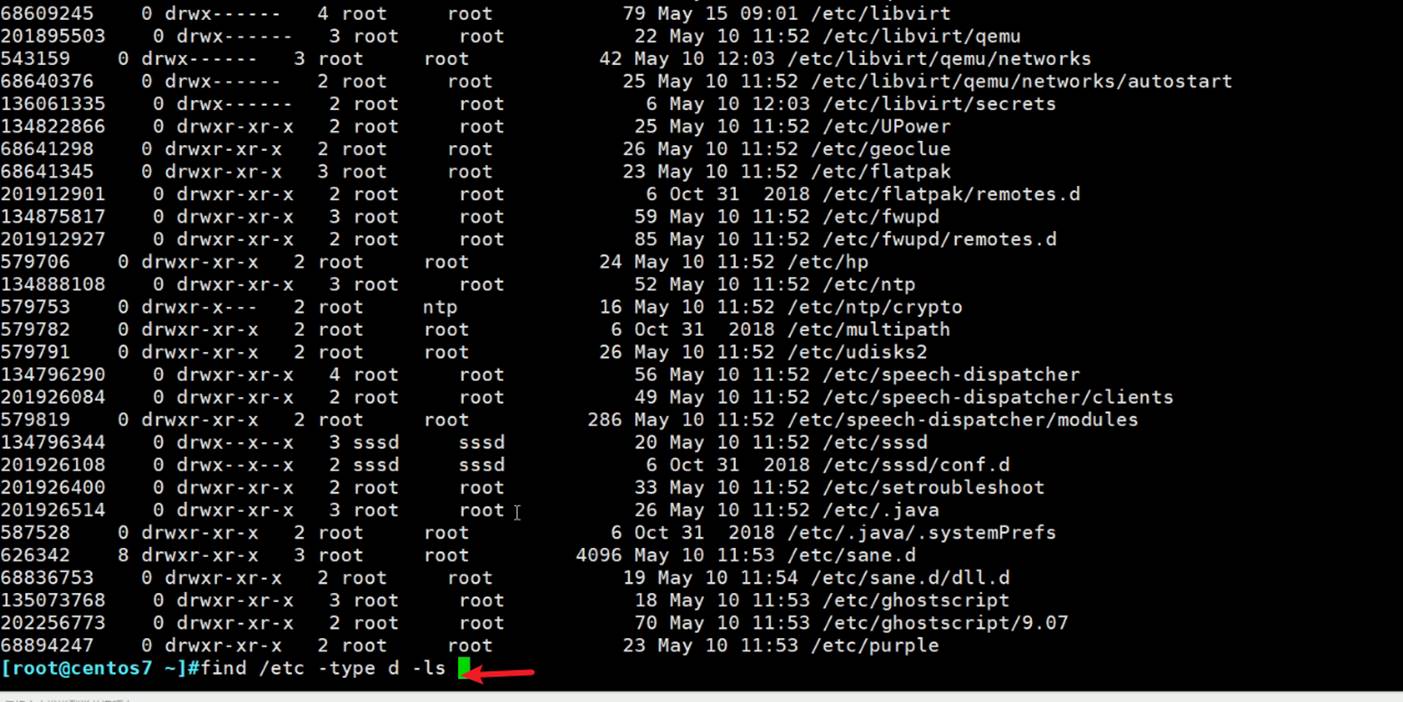 68609245    0 drwx------   4 root     root           79 May 15 09:01 /etc/libvirt
201895503    0 drwx------   3 root     root           22 May 10 11:52 /etc/libvirt/qemu
543159    0 drwx------   3 root     root           42 May 10 12:03 /etc/libvirt/qemu/networks
68640376    0 drwx------   2 root     root           25 May 10 11:52 /etc/libvirt/qemu/networks/autostart
136061335    0 drwx------   2 root     root            6 May 10 12:03 /etc/libvirt/secrets
134822866    0 drwxr-xr-x   2 root     root           25 May 10 11:52 /etc/UPower
68641298    0 drwxr-xr-x   2 root     root           26 May 10 11:52 /etc/geoclue
68641345    0 drwxr-xr-x   3 root     root           23 May 10 11:52 /etc/flatpak
201912901    0 drwxr-xr-x   2 root     root            6 Oct 31  2018 /etc/flatpak/remotes.d
134875817    0 drwxr-xr-x   3 root     root           59 May 10 11:52 /etc/fwupd
201912927    0 drwxr-xr-x   2 root     root           85 May 10 11:52 /etc/fwupd/remotes.d
579706    0 drwxr-xr-x   2 root     root           24 May 10 11:52 /etc/hp
134888108    0 drwxr-xr-x   3 root     root           52 May 10 11:52 /etc/ntp
579753    0 drwxr-x---   2 root     ntp            16 May 10 11:52 /etc/ntp/crypto
579782    0 drwxr-xr-x   2 root     root            6 Oct 31  2018 /etc/multipath
579791    0 drwxr-xr-x   2 root     root           26 May 10 11:52 /etc/udisks2
134796290    0 drwxr-xr-x   4 root     root           56 May 10 11:52 /etc/speech-dispatcher
201926084    0 drwxr-xr-x   2 root     root           49 May 10 11:52 /etc/speech-dispatcher/clients
579819    0 drwxr-xr-x   2 root     root          286 May 10 11:52 /etc/speech-dispatcher/modules
134796344    0 drwx--x--x   3 sssd     sssd           20 May 10 11:52 /etc/sssd
201926108    0 drwx--x--x   2 sssd     sssd            6 Oct 31  2018 /etc/sssd/conf.d
201926400    0 drwxr-xr-x   2 root     root           33 May 10 11:52 /etc/setroubleshoot
201926514    0 drwxr-xr-x   3 root     root           26 May 10 11:52 /etc/.java
587528    0 drwxr-xr-x   2 root     root            6 Oct 31  2018 /etc/.java/.systemPrefs
626342    8 drwxr-xr-x   3 root     root         4096 May 10 11:53 /etc/sane.d
68836753    0 drwxr-xr-x   2 root     root           19 May 10 11:54 /etc/sane.d/dll.d
135073768    0 drwxr-xr-x   3 root     root           18 May 10 11:53 /etc/ghostscript
202256773    0 drwxr-xr-x   2 root     root           70 May 10 11:53 /etc/ghostscript/9.07
68894247    0 drwxr-xr-x   2 root     root           23 May 10 11:53 /etc/purple
[root@centos7 ~]#find /etc -type d -ls